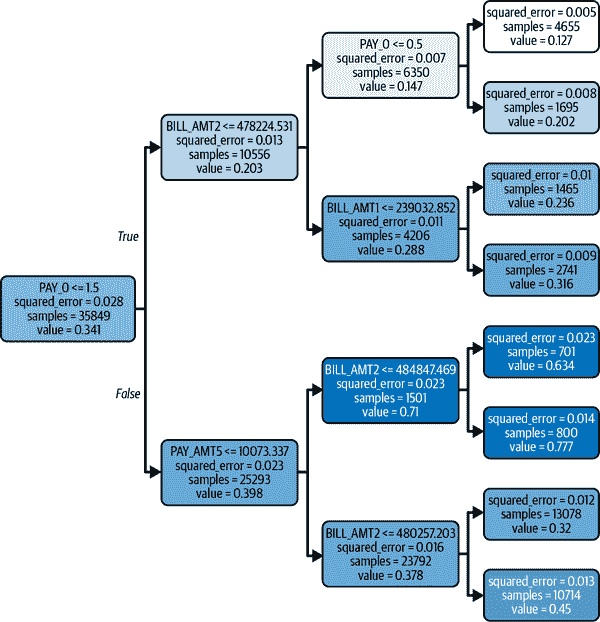 PAY_0 <= 1.5
squared_error = 0.028
samples = 35849
value = 0.341
True
False
BILL_AMT2 <= 478224.531
squared_error = 0.013
samples = 10556
value = 0.203
PAY_AMT5 <= 10073.337
squared_error = 0.023
samples = 25293
value = 0.398
PAY_0 <= 0.5
squared_error = 0.007
samples = 6350
value = 0.147
BILL_AMT1 <= 239032.852
squared_error = 0.011
samples = 4206
value = 0.288
BILL_AMT2 <= 484847.469
squared_error = 0.023
samples = 1501
value = 0.71
BILL_AMT2 <= 480257.203
squared_error = 0.016
samples = 23792
value = 0.378
squared_error = 0.005
samples = 4655
value = 0.127
squared_error = 0.008
samples = 1695
value = 0.202
squared_error = 0.01
samples = 1465
value = 0.236
squared_error = 0.009
samples = 2741
value = 0.316
squared_error = 0.023
samples = 701
value = 0.634
squared_error = 0.014
samples = 800
value = 0.777
squared_error = 0.012
samples = 13078
value = 0.32
squared_error = 0.013
samples = 10714
value = 0.45